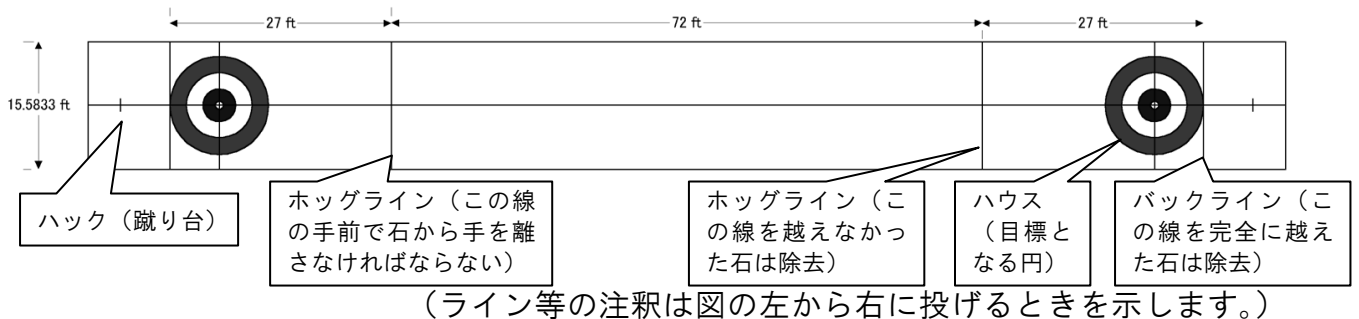 27 ft
72 ft
27 ft
15.5833 ft
ハック（蹴り台）
ホッグライン（この線
の手前で石から手を離
さなければならない）
ホッグライン（こ
の線を越えなかっ
た石は除去）
ハウス
（目標と
なる円）
バックライン（こ
の線を完全に越え
た石は除去）
（ライン等の注釈は図の左から右に投げるときを示します。）